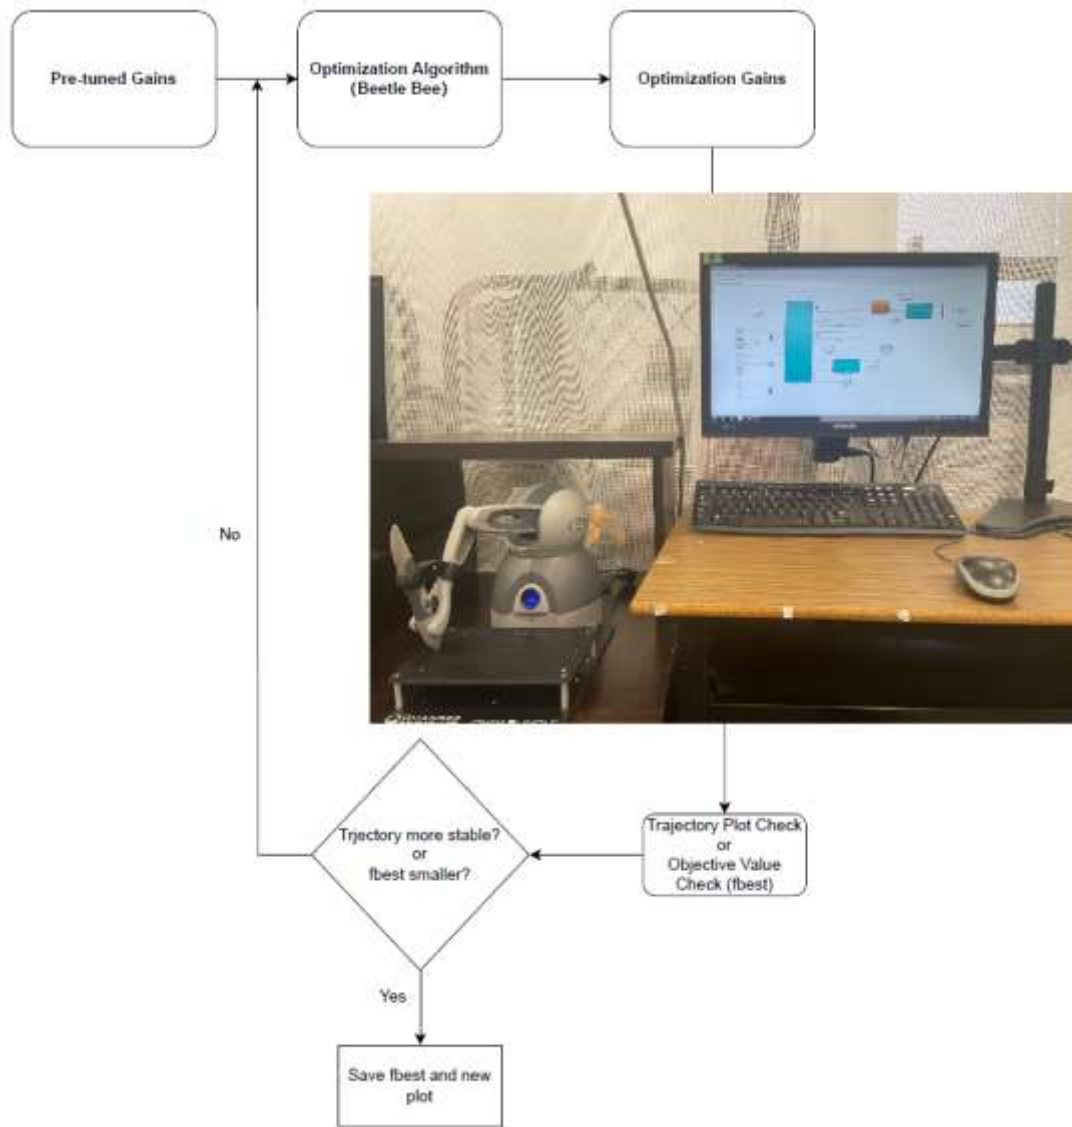 Pre-tuned Gains
Optimization Algorithm
(Beetle Bee)
Optimization Gains
No
Trjectory more stable?
or
fbest smaller?
Trajectory Plot Check
or
Objective Value
Check (fbest)
Yes
Save fbest and new
plot